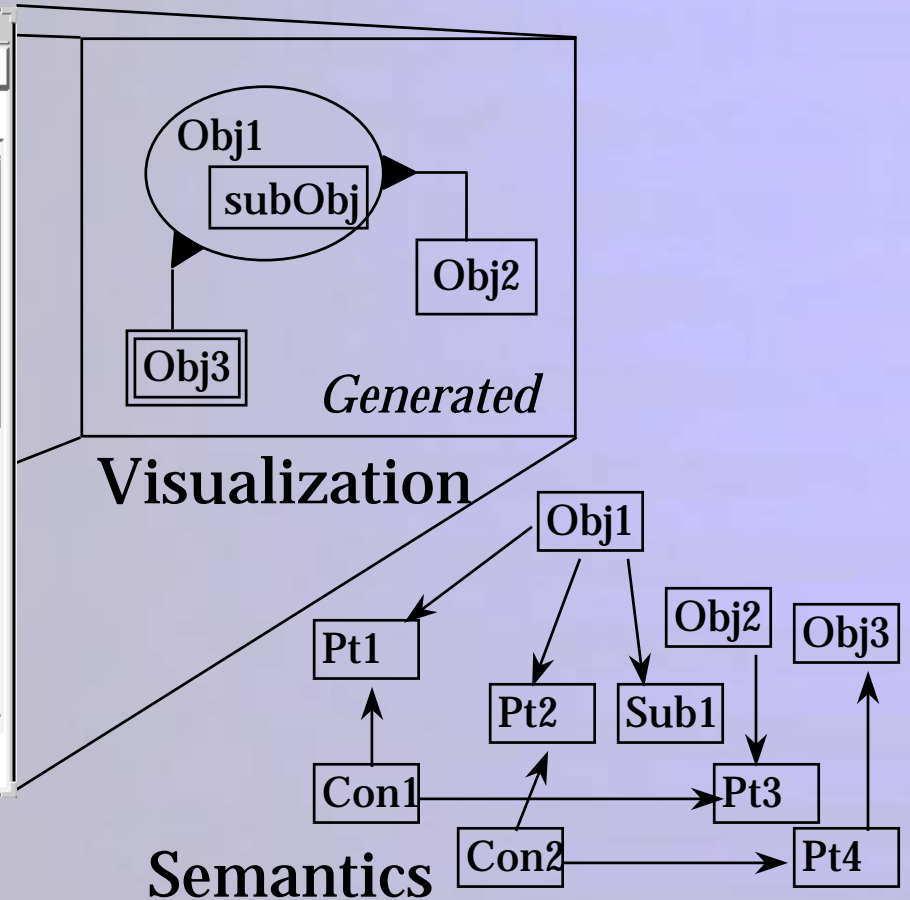 Obj1
subObj
Obj2
Obj3
Generated
Visualization
Obj1
Obj2
Obj3
Pt1
Pt2
Sub1
Con1
Pt3
Con2
Pt4
Semantics